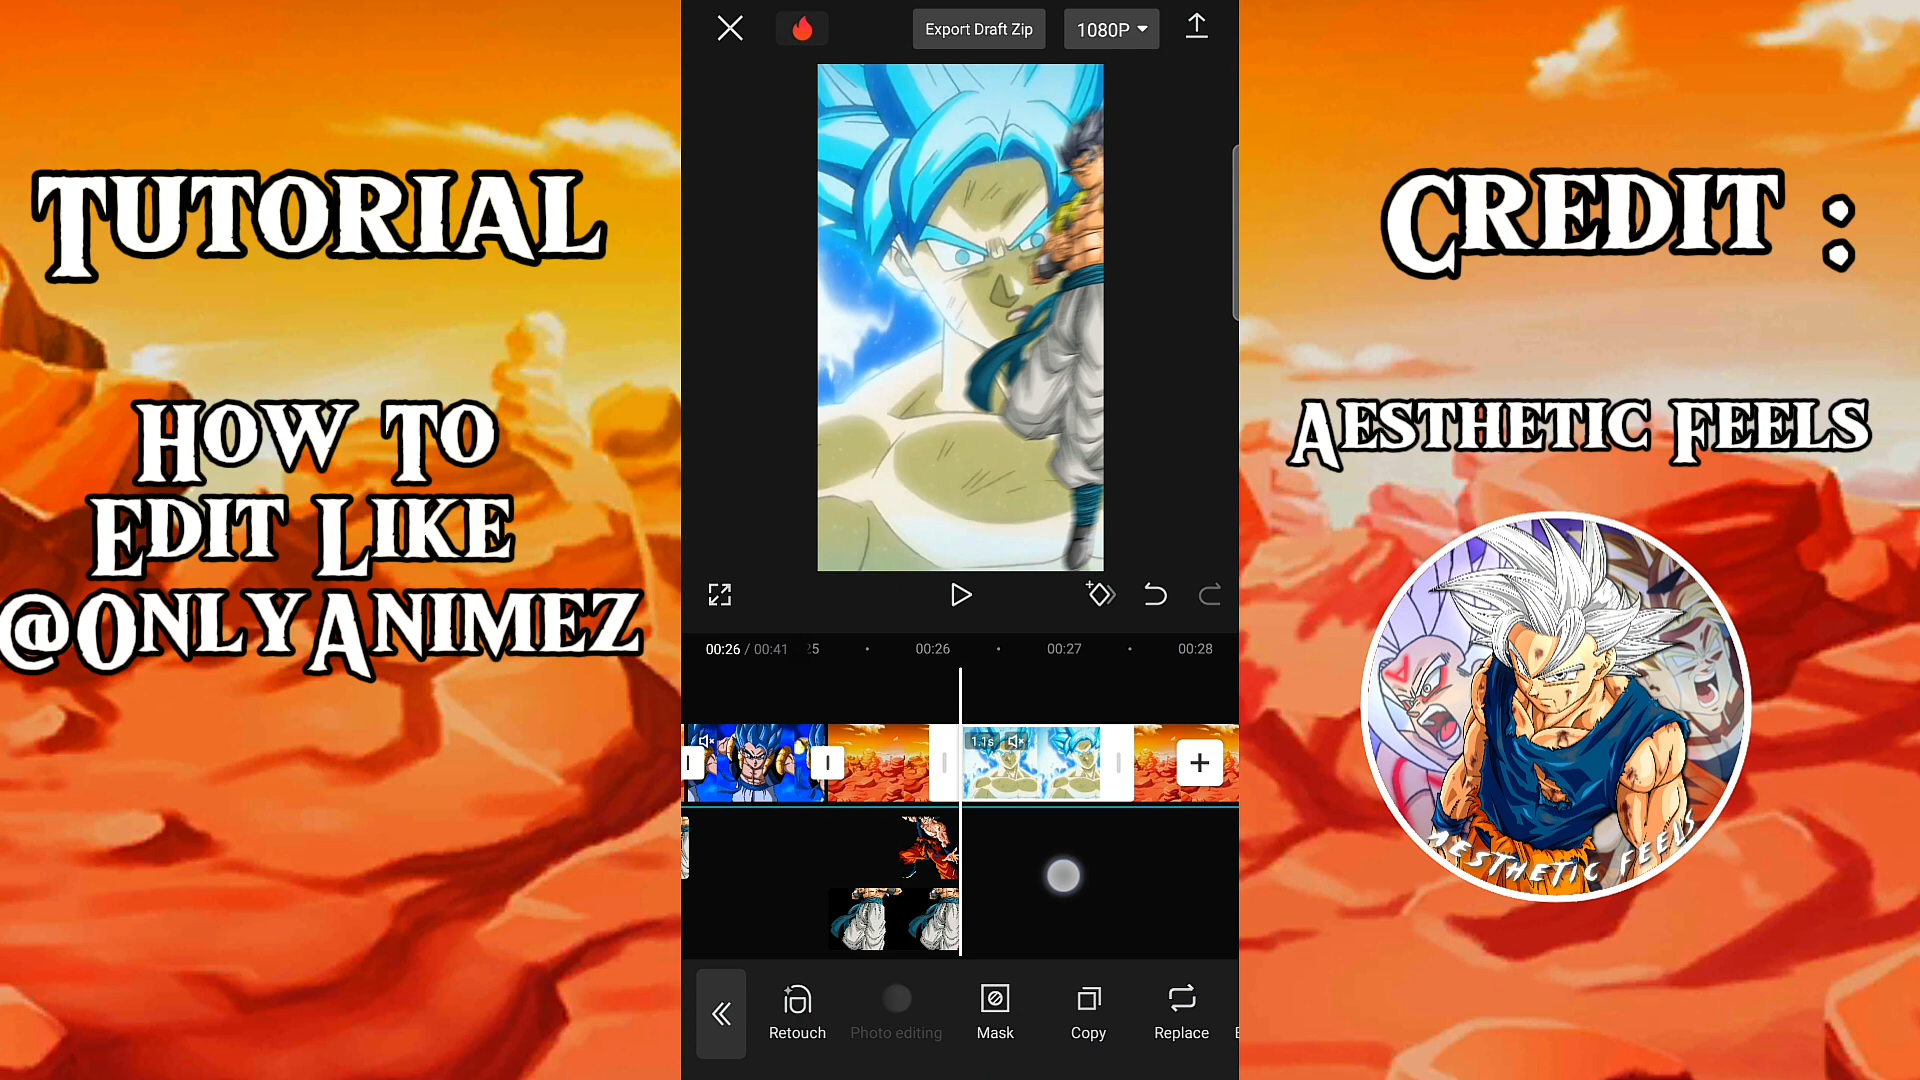 TUTORIAL
HOW TO
EDIT LIKE
@ONLYANIMEZ
Export Draft Zip
1080P
00:26 / 00:41
25
00:26
00:27
00:28
1.1s
Retouch
Photo editing
Mask
Copy
Replace
CREDIT :
AESTHETIC FEELS
AESTHETIC FEELS